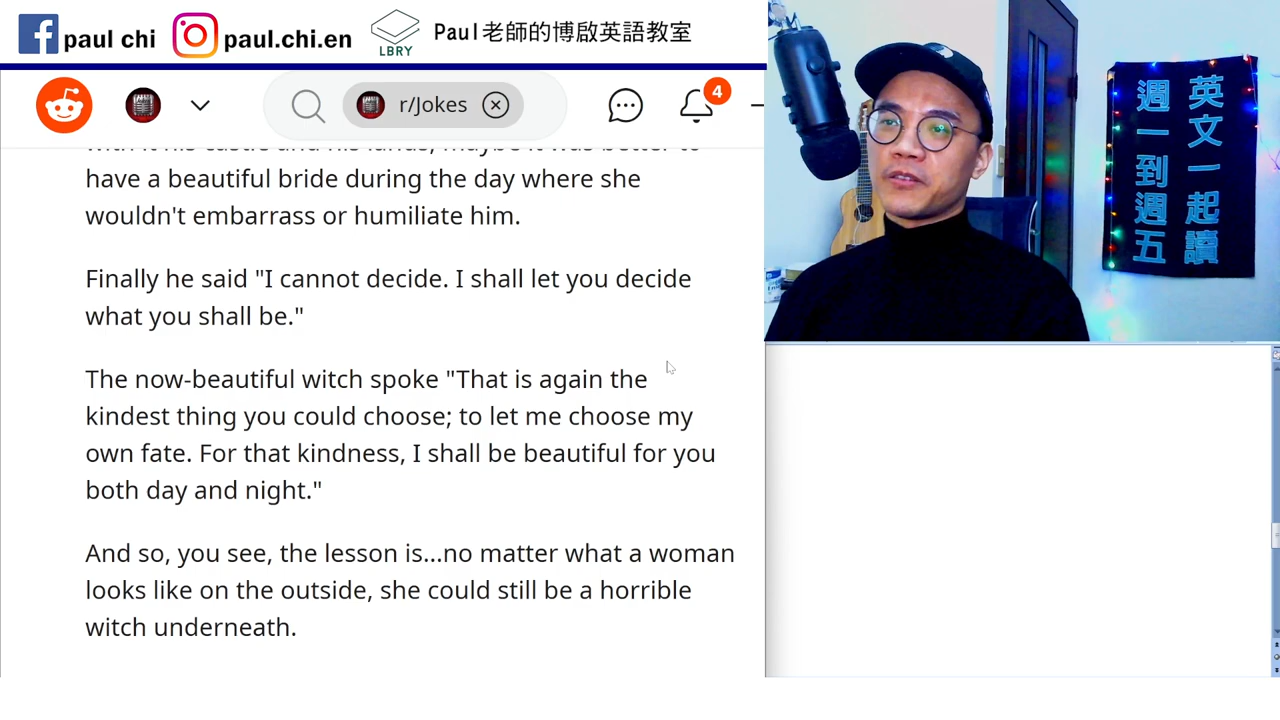 paul chi
paul.chi.en
LBRY
Paul老師的博啟英語教室
r/Jokes
4
have a beautiful bride during the day where she
wouldn't embarrass or humiliate him.
Finally he said "I cannot decide. I shall let you decide
what you shall be."
The now-beautiful witch spoke "That is again the
kindest thing you could choose; to let me choose my
own fate. For that kindness, I shall be beautiful for you
both day and night."
And so, you see, the lesson is...no matter what a woman
looks like on the outside, she could still be a horrible
witch underneath.
英文一起讀
週一到週五